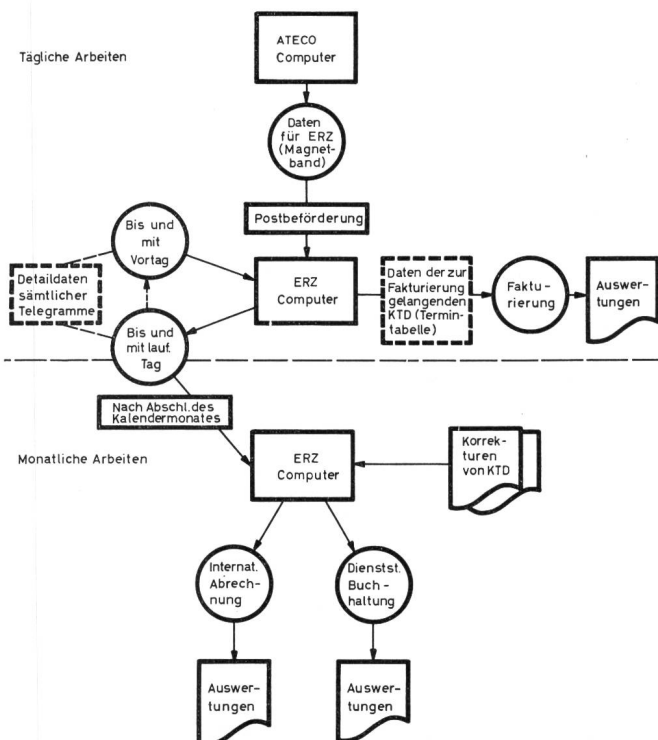 Tägliche Arbeiten
ATECO
Computer
Daten
für ERZ
(Magnet-
band)
Postbeförderung
Bis und
mit
Vortag
Detaildaten
sämtlicher
Telegramme
ERZ
Computer
Daten der zur
Fakturierung
gelangenden
KTD (Termin-
tabelle)
Faktu-
rierung
Auswer-
tungen
Bis und
mit lauf.
Tag
Nach Abschl. des
Kalendermonates
Monatliche Arbeiten
ERZ
Computer
Korrek-
turen
von KTD
Internat.
Abrech-
nung
Dienstst.
Buch-
haltung
Auswer-
tungen
Auswer-
tungen